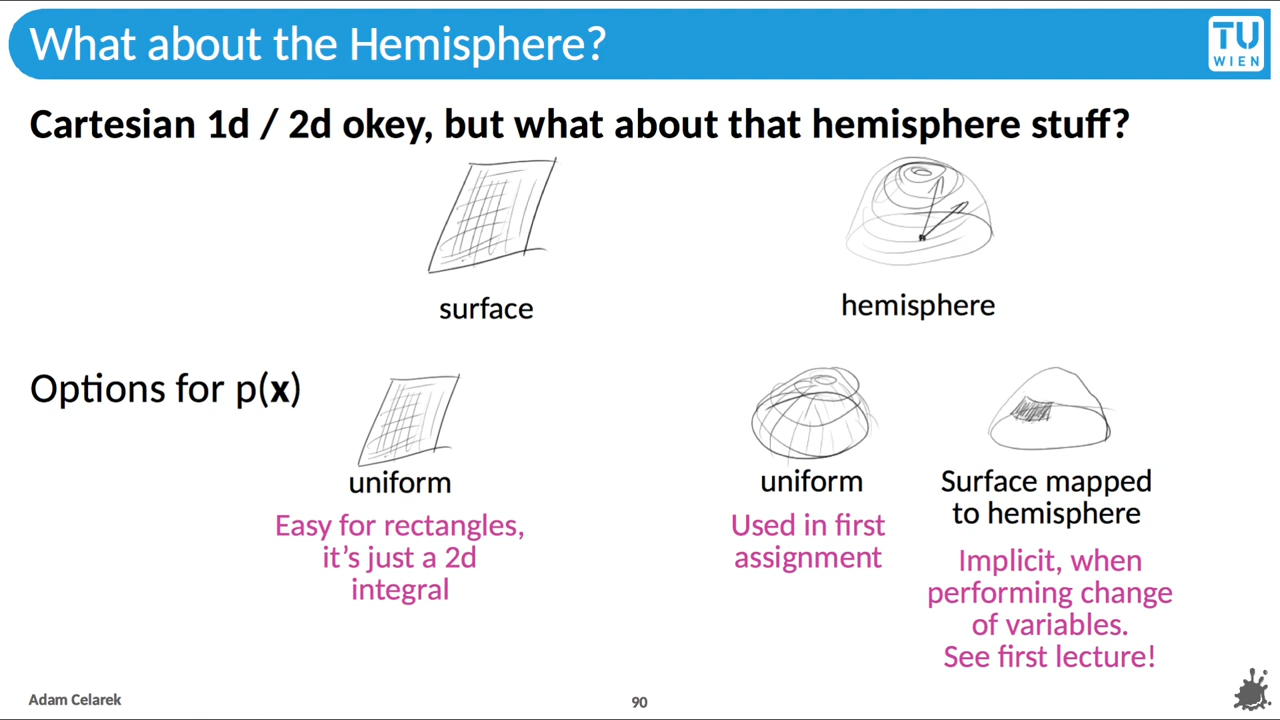 What about the Hemisphere?
TU
WIEN
Cartesian 1d / 2d okey, but what about that hemisphere stuff?
surface
hemisphere
Options for p(x)
uniform
Easy for rectangles,
it's just a 2d
integral
uniform
Used in first
assignment
Surface mapped
to hemisphere
Implicit, when
performing change
of variables.
See first lecture!
Adam Celarek
90